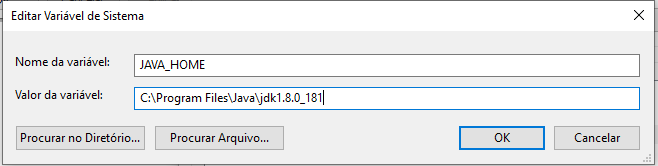 Editar Variável de Sistema
Nome da variável: JAVA_HOME
Valor da variável: C:\Program Files\Java\jdk1.8.0_181
Procurar no Diretório... Procurar Arquivo... OK Cancelar